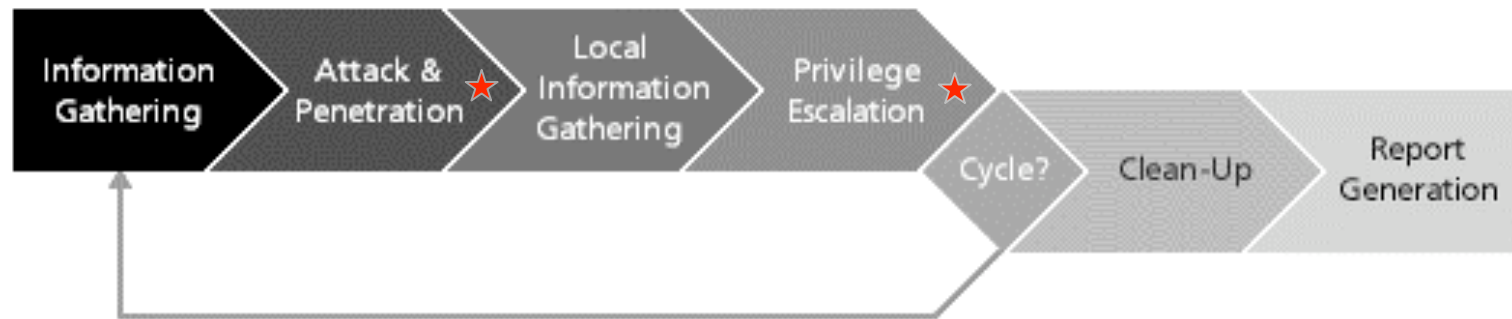 Information
Gathering
Attack &
Penetration
Local
Information
Gathering
Privilege
Escalation
Cycle?
Clean-Up
Report
Generation